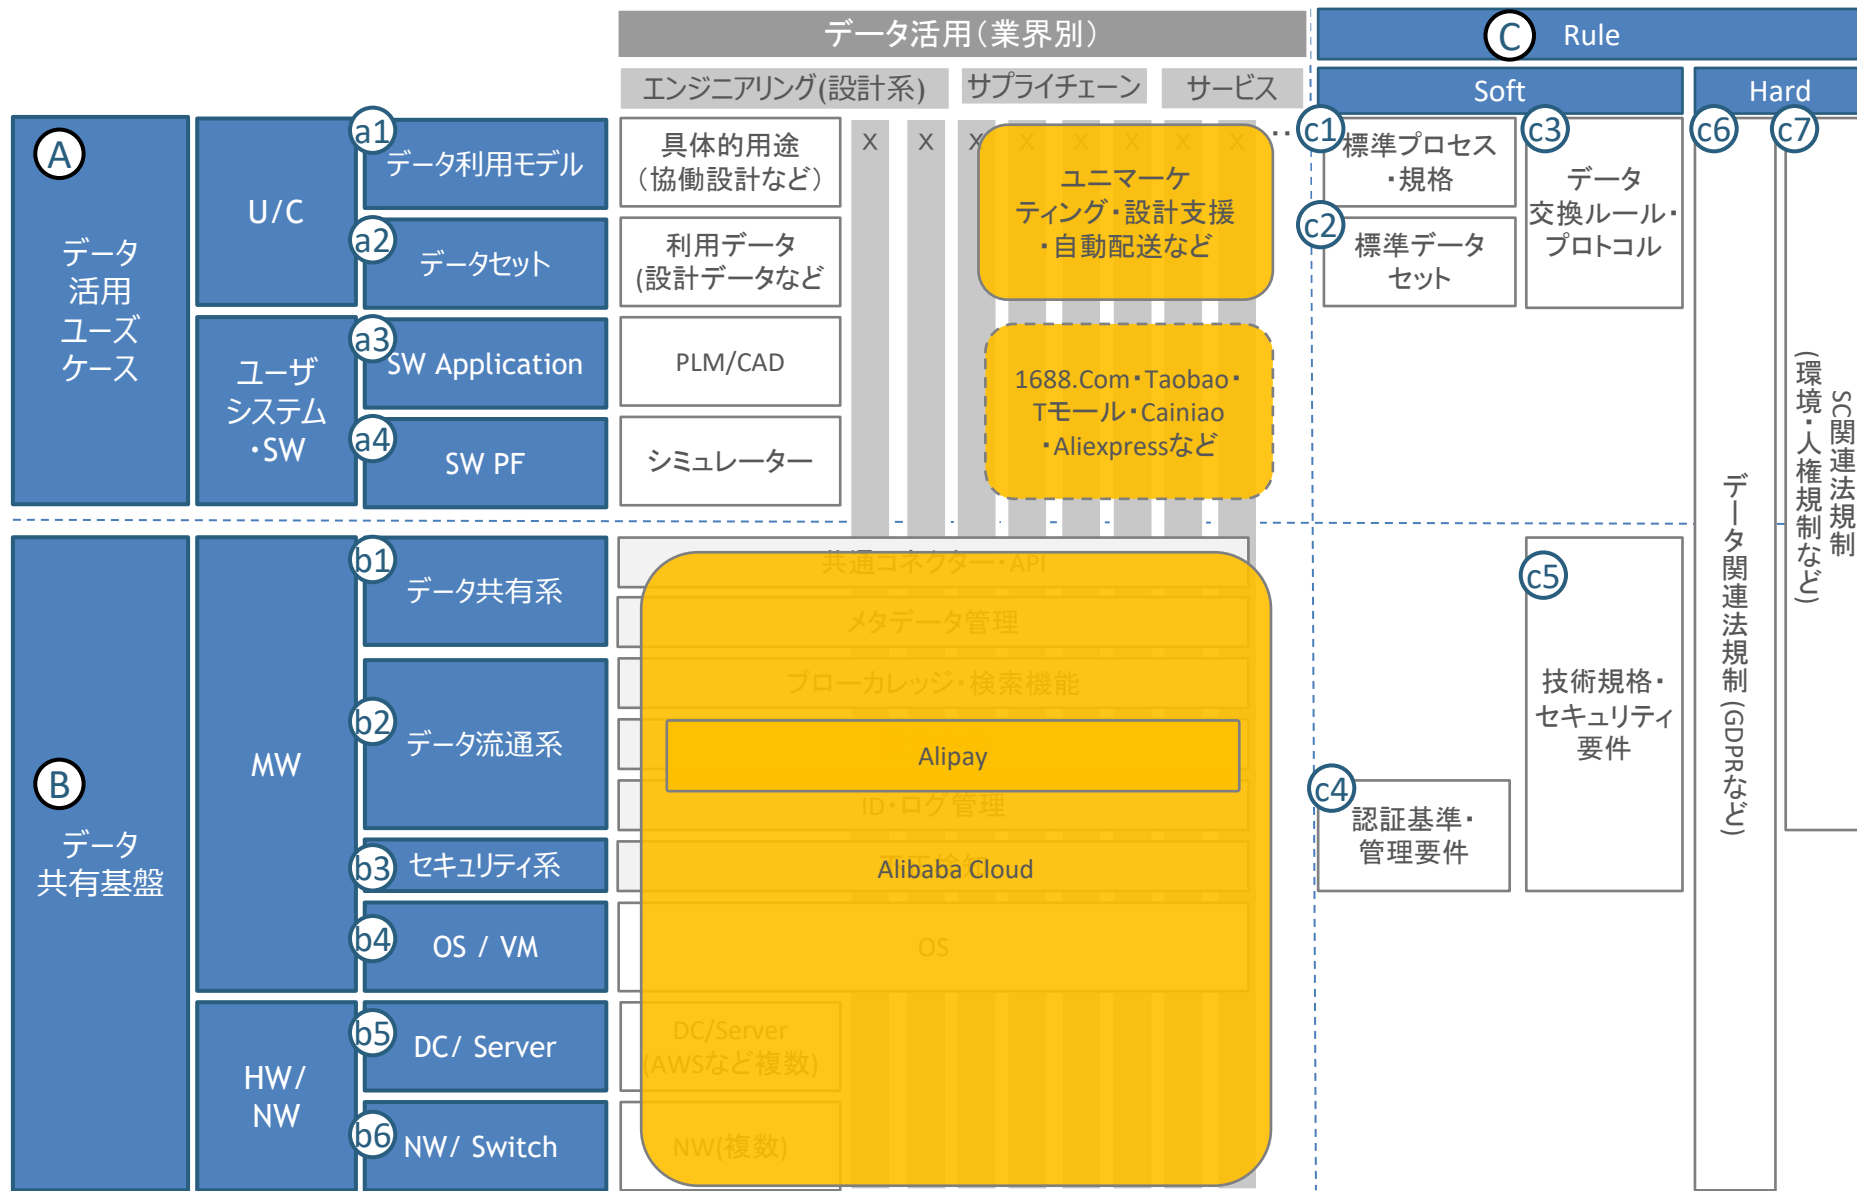 データ活用(業界別)
C Rule
エンジニアリング(設計系)
サプライチェーン
サービス
Soft
Hard
A
データ
活用
ユーズ
ケース
U/C
a1
データ利用モデル
a2
データセット
ユーザ
システム
・SW
a3
SW Application
a4
SW PF
具体的用途
(協働設計など)
利用データ
(設計データなど
PLM/CAD
シミュレーター
X X X X X X X X ‥
ユニマーケ
ティング・設計支援
・自動配送など
1688.Com・Taobao・
Tモール・Cainiao
・Aliexpressなど
c1
標準プロセス
・規格
c2
標準データ
セット
c3
データ
交換ルール・
プロトコル
c6
データ関連法規制(GDPRなど)
c7
SC関連法規制
(環境・人権規制など)
B
データ
共有基盤
MW
b1
データ共有系
b2
データ流通系
b3
セキュリティ系
b4
OS / VM
HW/
NW
b5
DC/ Server
b6
NW/ Switch
共通コネクター・API
メタデータ管理
ブローカレッジ・検索機能
Alipay
ID・ログ管理
Alibaba Cloud
OS
DC/Server
(AWSなど複数)
NW(複数)
c4
認証基準・
管理要件
c5
技術規格・
セキュリティ
要件